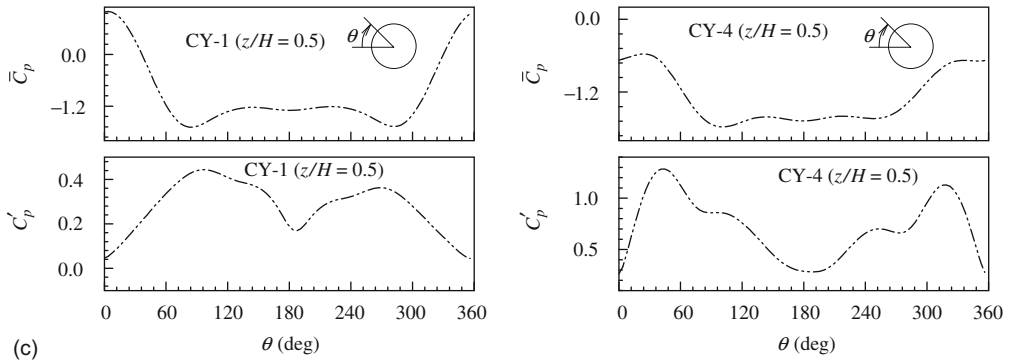 CY-1 (z/H = 0.5)
θ
C̄p
0.0
−1.2
CY-4 (z/H = 0.5)
θ
C̄p
0.0
−1.2
CY-1 (z/H = 0.5)
C′p
0.4
0.2
0.0
0 60 120 180 240 300 360
θ (deg)
CY-4 (z/H = 0.5)
C′p
1.0
0.5
0 60 120 180 240 300 360
θ (deg)
(c)